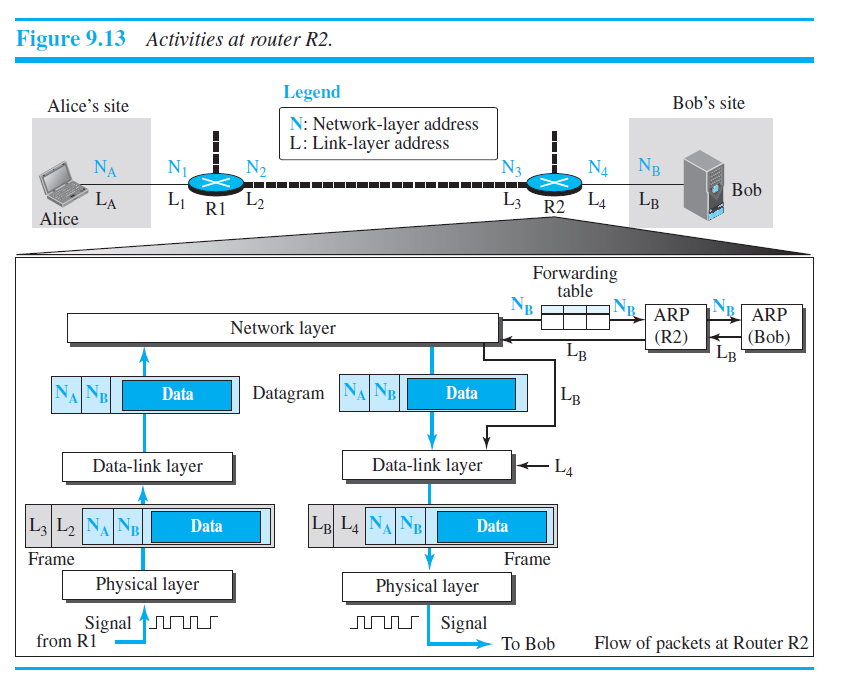 Figure 9.13 Activities at router R2.
Legend
N: Network-layer address
L: Link-layer address
Alice's site
Bob's site
NA N1 N2 N3 N4 NB
LA L1 L2 L3 L4 LB
Alice R1 R2 Bob
Forwarding
table
NB NB NB
ARP
(R2)
ARP
(Bob)
LB LB
Network layer
LB
NA NB Data Datagram NA NB Data
Data-link layer Data-link layer L4
L3 L2 NA NB Data LB L4 NA NB Data
Frame Frame
Physical layer Physical layer
Signal Signal
from R1 To Bob Flow of packets at Router R2